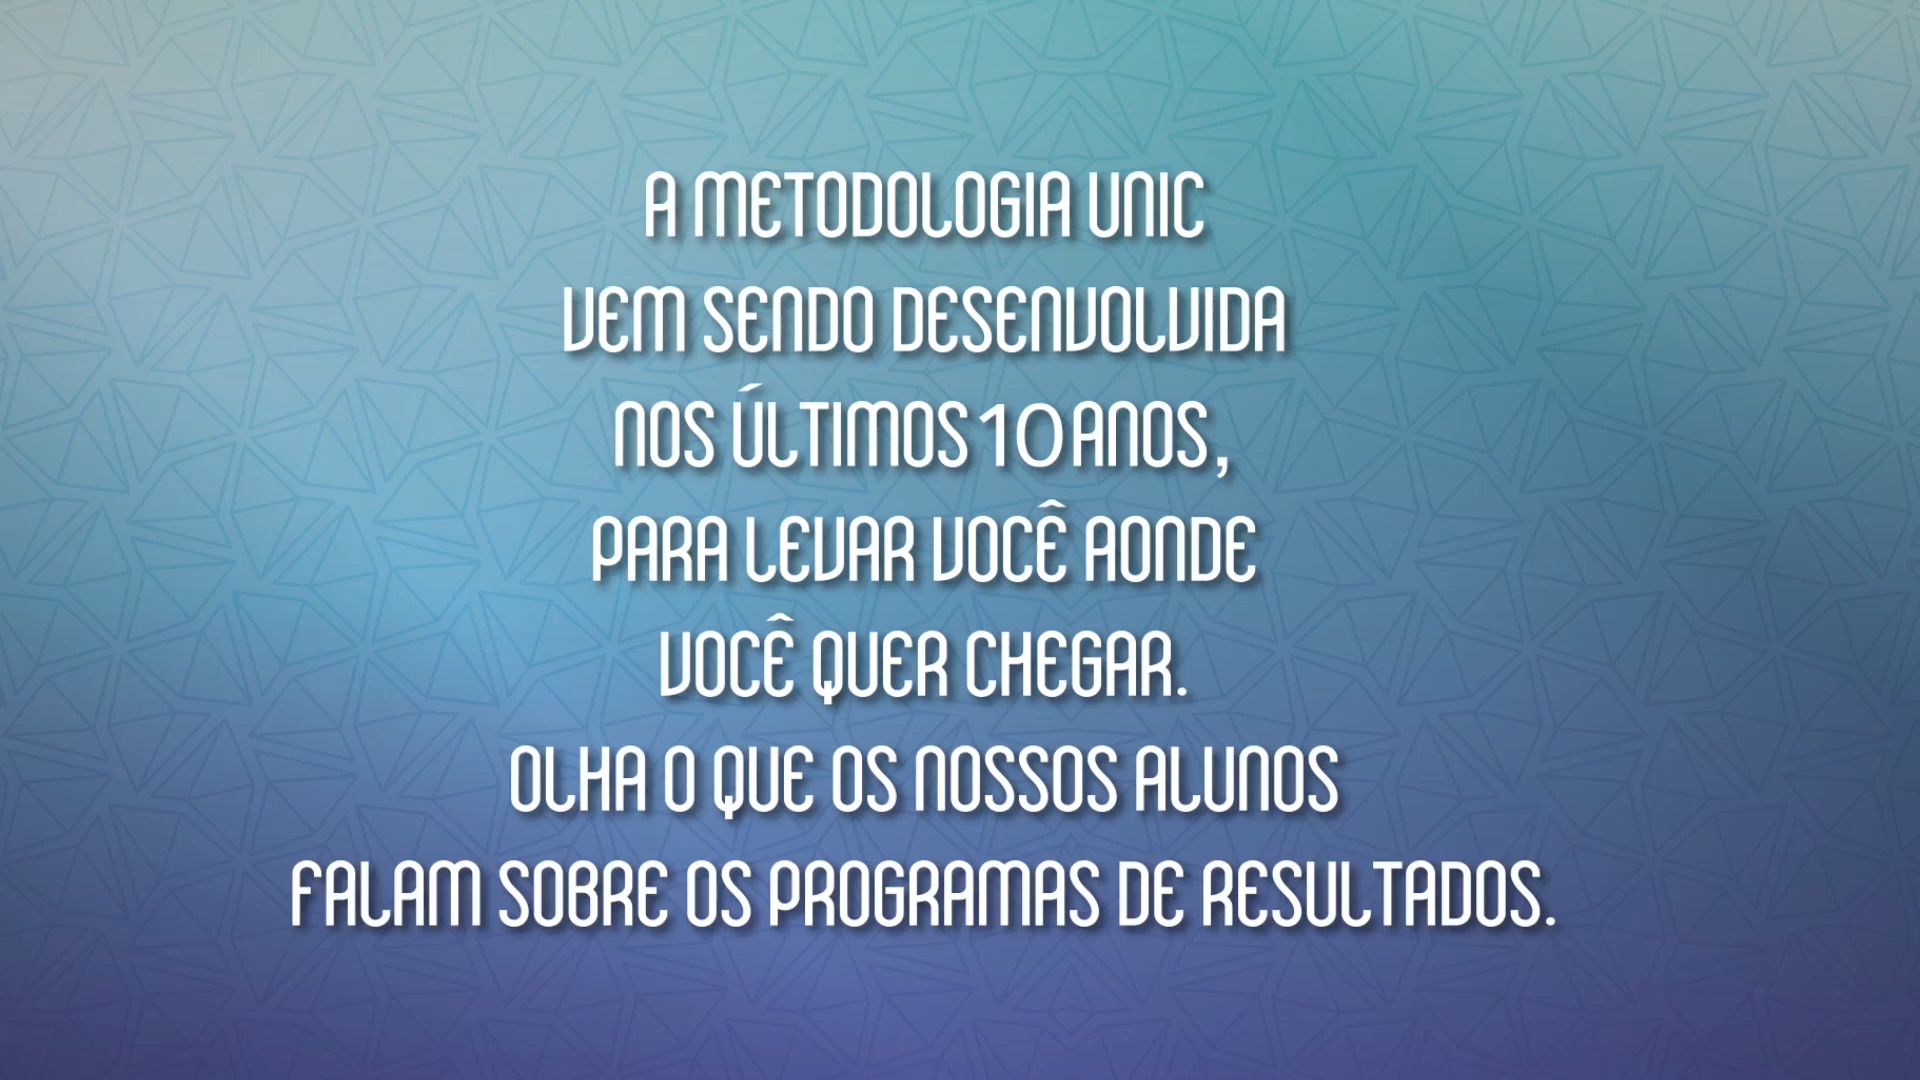 A METODOLOGIA UNIC
VEM SENDO DESENVOLVIDA
NOS ÚLTIMOS 10 ANOS,
PARA LEVAR VOCÊ AONDE
VOCÊ QUER CHEGAR.
OLHA O QUE OS NOSSOS ALUNOS
FALAM SOBRE OS PROGRAMAS DE RESULTADOS.